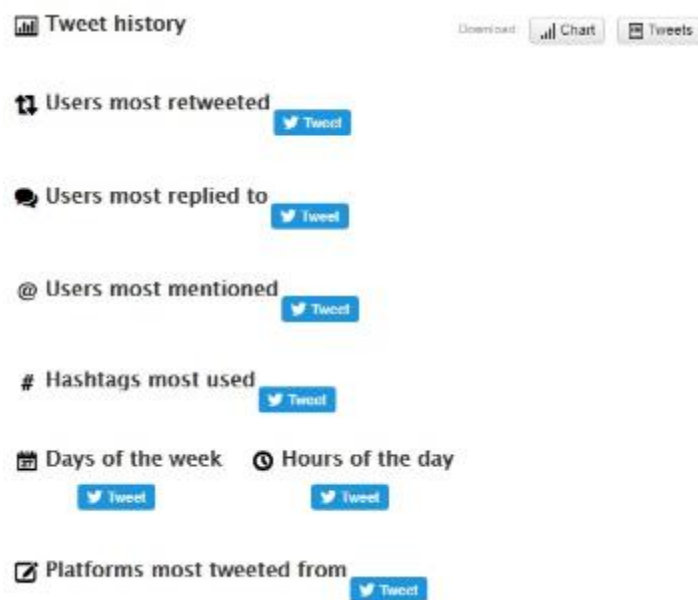 Tweet history
Download Chart Tweets
Users most retweeted
Tweet
Users most replied to
Tweet
@ Users most mentioned
Tweet
# Hashtags most used
Tweet
Days of the week Hours of the day
Tweet Tweet
Platforms most tweeted from
Tweet